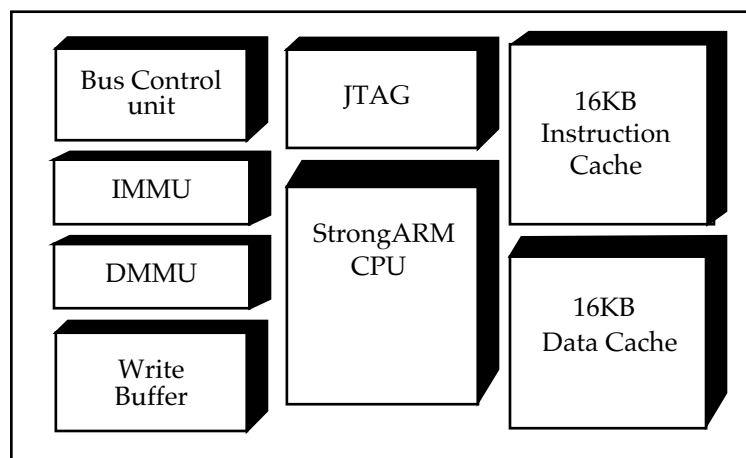 Bus Control
unit
IMMU
DMMU
Write
Buffer
JTAG
StrongARM
CPU
16KB
Instruction
Cache
16KB
Data Cache